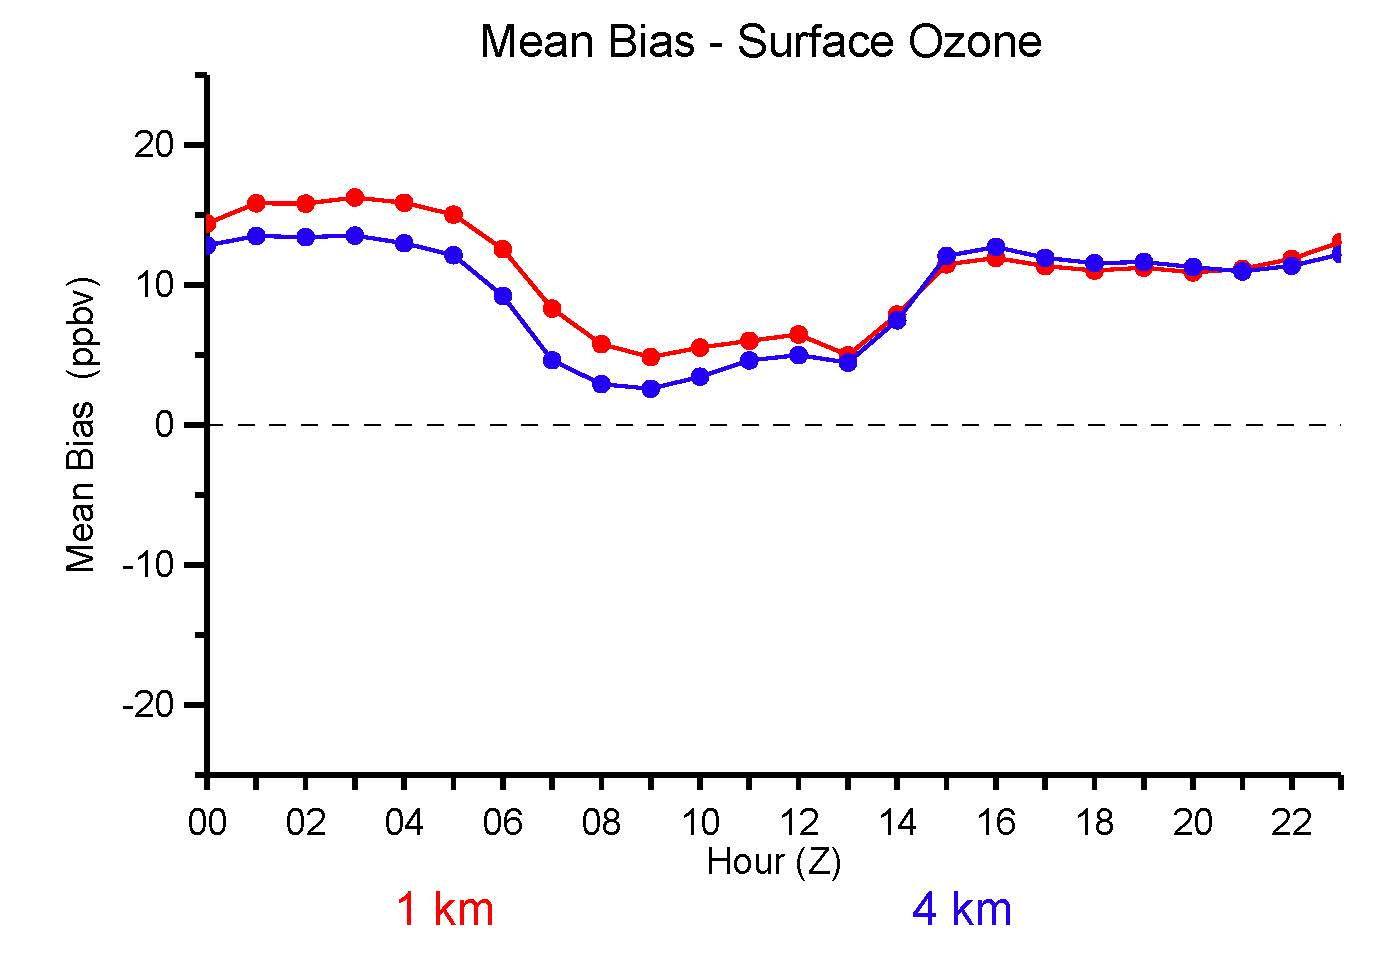 Mean Bias - Surface Ozone
20
10
0
-10
-20
Mean Bias (ppbv)
00 02 04 06 08 10 12 14 16 18 20 22
Hour (Z)
1 km 4 km